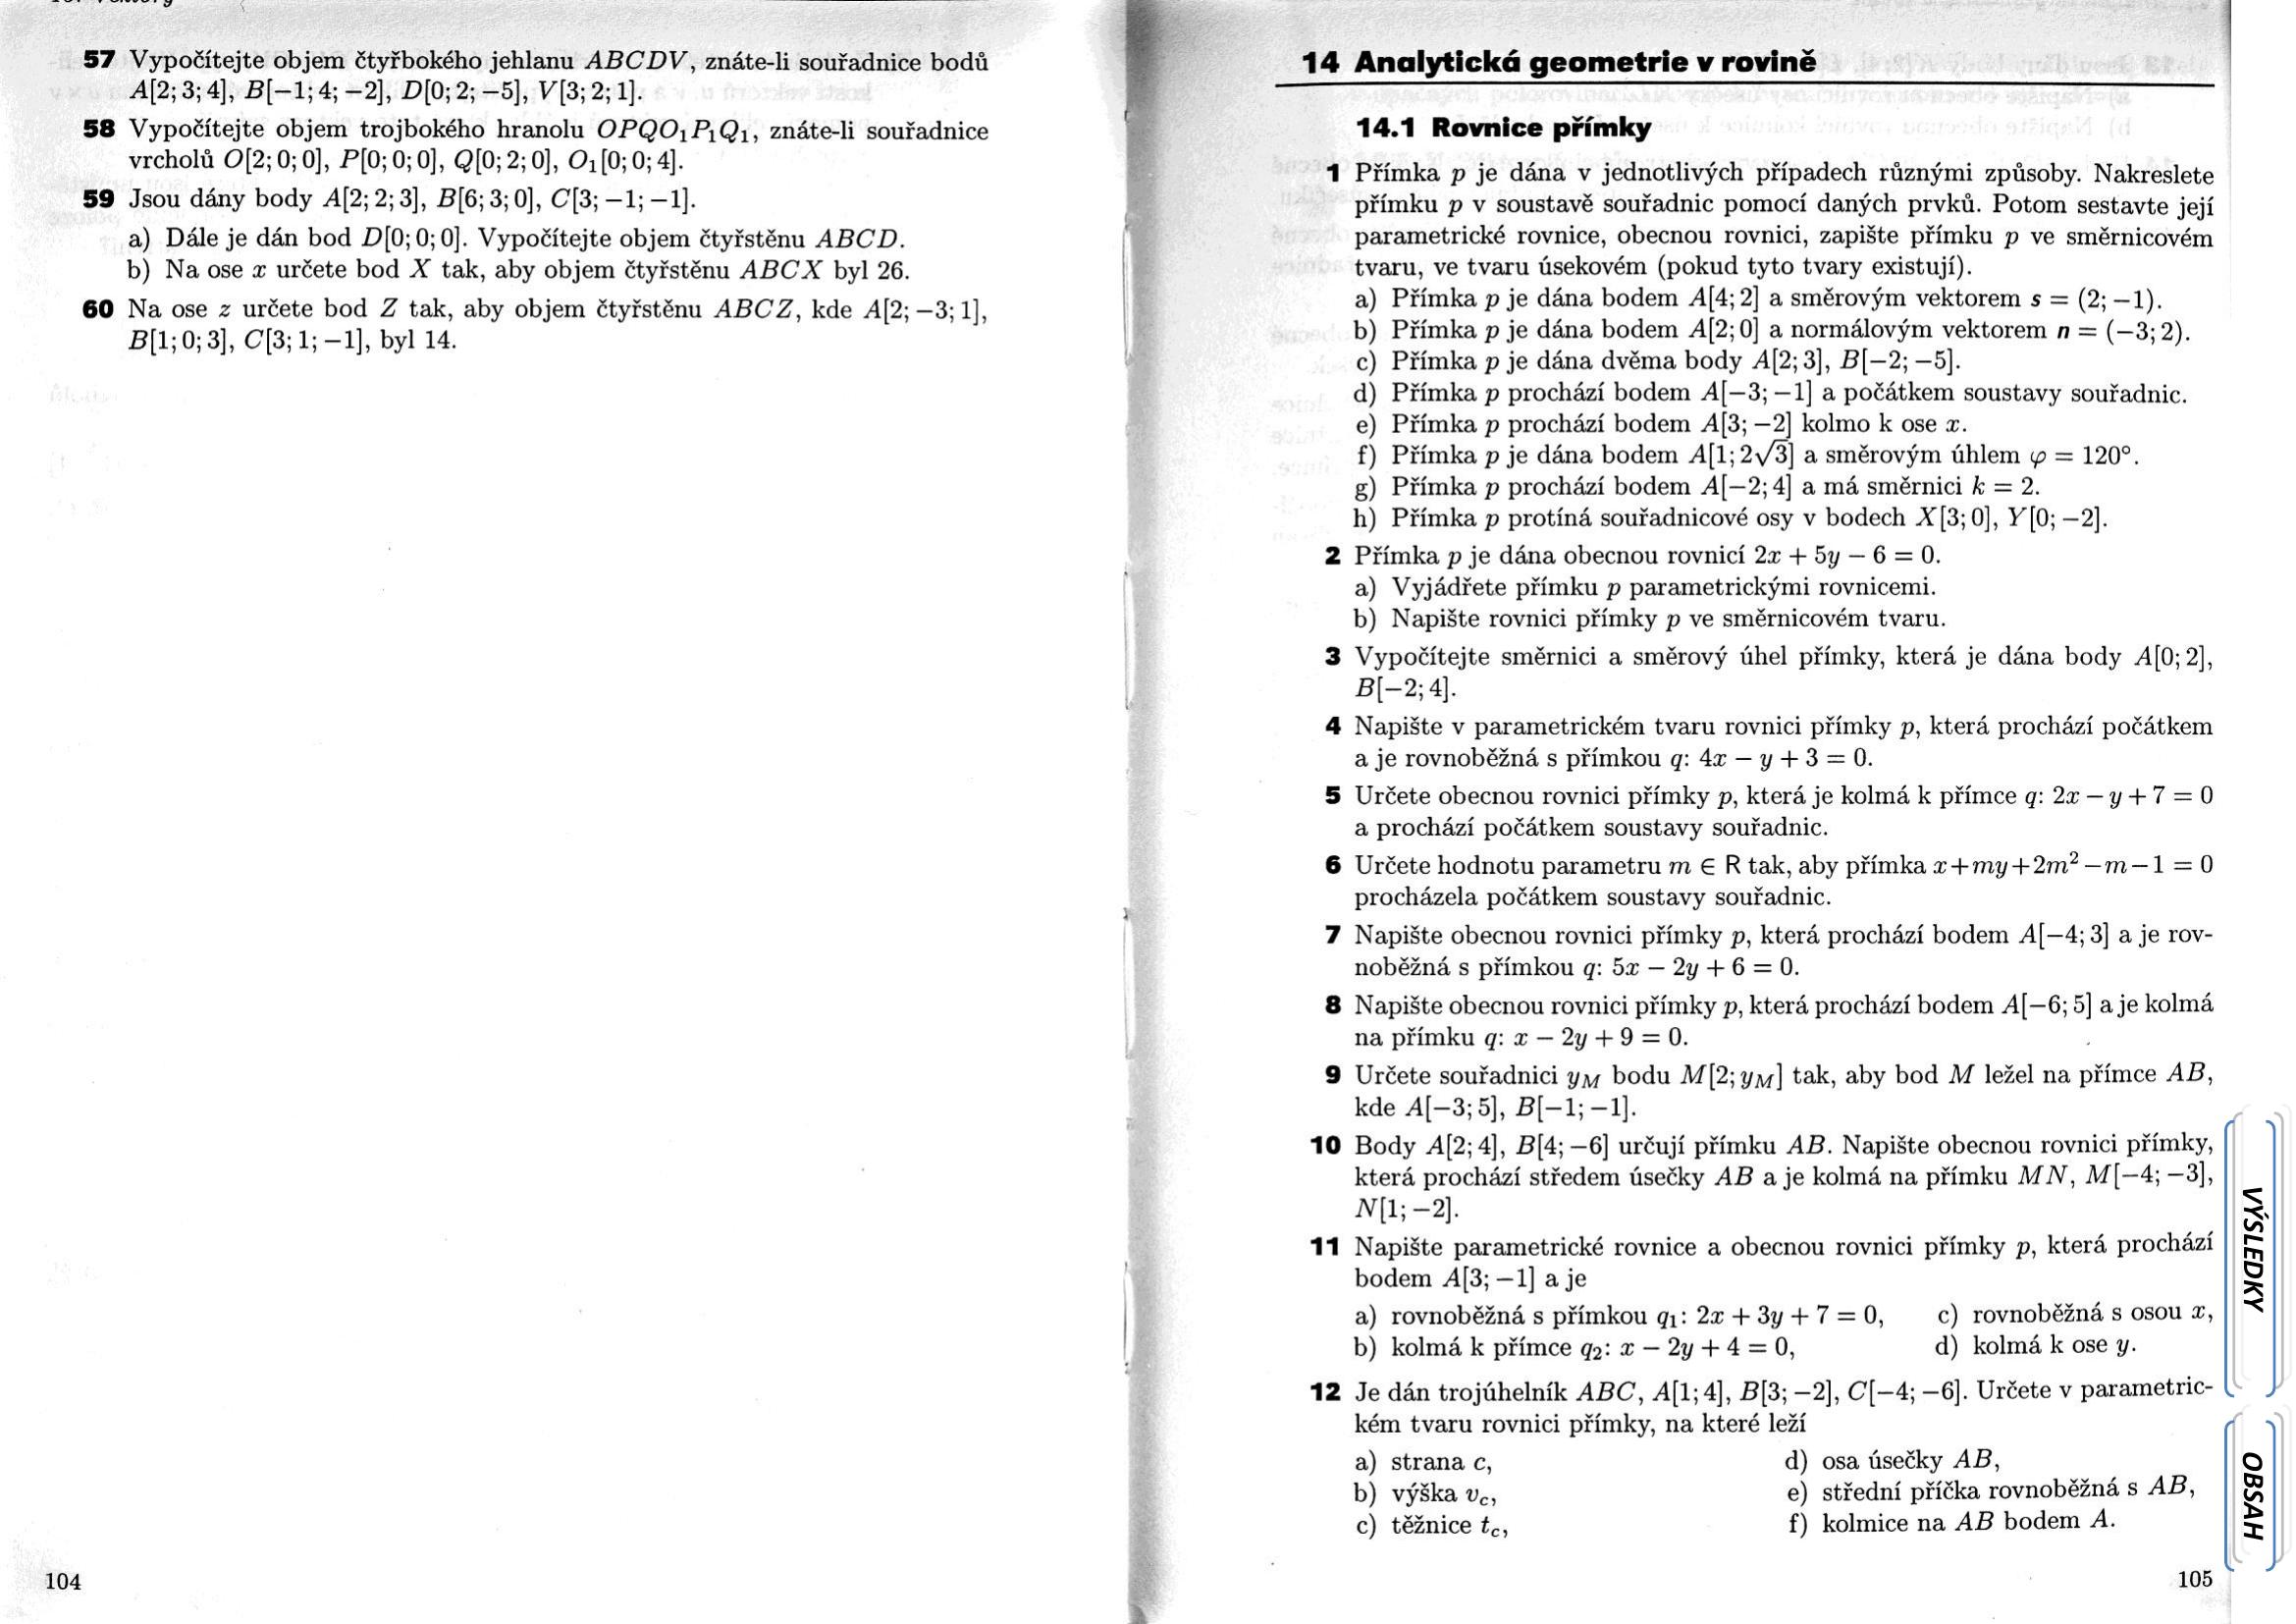 57 Vypočítejte objem čtyřbokého jehlanu ABCDV, znáte-li souřadnice bodů
A[2; 3; 4], B[−1; 4; −2], D[0; 2; −5], V[3; 2; 1].
58 Vypočítejte objem trojbokého hranolu OPQO₁P₁Q₁, znáte-li souřadnice
vrcholů O[2; 0; 0], P[0; 0; 0], Q[0; 2; 0], O₁[0; 0; 4].
59 Jsou dány body A[2; 2; 3], B[6; 3; 0], C[3; −1; −1].
a) Dále je dán bod D[0; 0; 0]. Vypočítejte objem čtyřstěnu ABCD.
b) Na ose x určete bod X tak, aby objem čtyřstěnu ABCX byl 26.
60 Na ose z určete bod Z tak, aby objem čtyřstěnu ABCZ, kde A[2; −3; 1],
B[1; 0; 3], C[3; 1; −1], byl 14.
104
14 Analytická geometrie v rovině
14.1 Rovnice přímky
1 Přímka p je dána v jednotlivých případech různými způsoby. Nakreslete
přímku p v soustavě souřadnic pomocí daných prvků. Potom sestavte její
parametrické rovnice, obecnou rovnici, zapište přímku p ve směrnicovém
tvaru, ve tvaru úsekovém (pokud tyto tvary existují).
a) Přímka p je dána bodem A[4; 2] a směrovým vektorem s = (2; −1).
b) Přímka p je dána bodem A[2; 0] a normálovým vektorem n = (−3; 2).
c) Přímka p je dána dvěma body A[2; 3], B[−2; −5].
d) Přímka p prochází bodem A[−3; −1] a počátkem soustavy souřadnic.
e) Přímka p prochází bodem A[3; −2] kolmo k ose x.
f) Přímka p je dána bodem A[1; 2√3] a směrovým úhlem φ = 120°.
g) Přímka p prochází bodem A[−2; 4] a má směrnici k = 2.
h) Přímka p protíná souřadnicové osy v bodech X[3; 0], Y[0; −2].
2 Přímka p je dána obecnou rovnicí 2x + 5y − 6 = 0.
a) Vyjádřete přímku p parametrickými rovnicemi.
b) Napište rovnici přímky p ve směrnicovém tvaru.
3 Vypočítejte směrnici a směrový úhel přímky, která je dána body A[0; 2],
B[−2; 4].
4 Napište v parametrickém tvaru rovnici přímky p, která prochází počátkem
a je rovnoběžná s přímkou q: 4x − y + 3 = 0.
5 Určete obecnou rovnici přímky p, která je kolmá k přímce q: 2x − y + 7 = 0
a prochází počátkem soustavy souřadnic.
6 Určete hodnotu parametru m ∈ R tak, aby přímka x+my+2m²−m−1 = 0
procházela počátkem soustavy souřadnic.
7 Napište obecnou rovnici přímky p, která prochází bodem A[−4; 3] a je rov-
noběžná s přímkou q: 5x − 2y + 6 = 0.
8 Napište obecnou rovnici přímky p, která prochází bodem A[−6; 5] a je kolmá
na přímku q: x − 2y + 9 = 0.
9 Určete souřadnici y_M bodu M[2; y_M] tak, aby bod M ležel na přímce AB,
kde A[−3; 5], B[−1; −1].
10 Body A[2; 4], B[4; −6] určují přímku AB. Napište obecnou rovnici přímky,
která prochází středem úsečky AB a je kolmá na přímku MN, M[−4; −3],
N[1; −2].
11 Napište parametrické rovnice a obecnou rovnici přímky p, která prochází
bodem A[3; −1] a je
a) rovnoběžná s přímkou q₁: 2x + 3y + 7 = 0,
b) kolmá k přímce q₂: x − 2y + 4 = 0,
c) rovnoběžná s osou x,
d) kolmá k ose y.
12 Je dán trojúhelník ABC, A[1; 4], B[3; −2], C[−4; −6]. Určete v parametric-
kém tvaru rovnici přímky, na které leží
a) strana c,
b) výška v_c,
c) těžnice t_c,
d) osa úsečky AB,
e) střední příčka rovnoběžná s AB,
f) kolmice na AB bodem A.
105
VÝSLEDKY
OBSAH